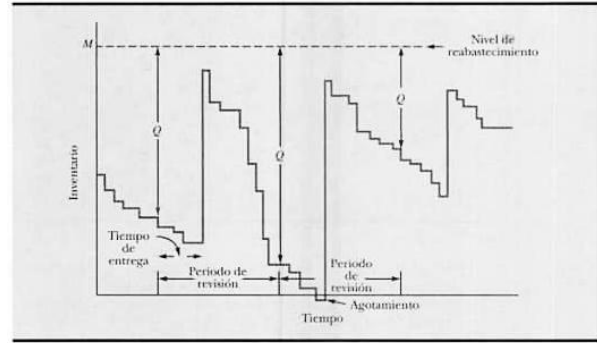 M
Nivel de
reabastecimiento
Q
Q
Q
Inventario
Tiempo
de
entrega
Periodo de
revisión
Periodo
de
revisión
Agotamiento
Tiempo